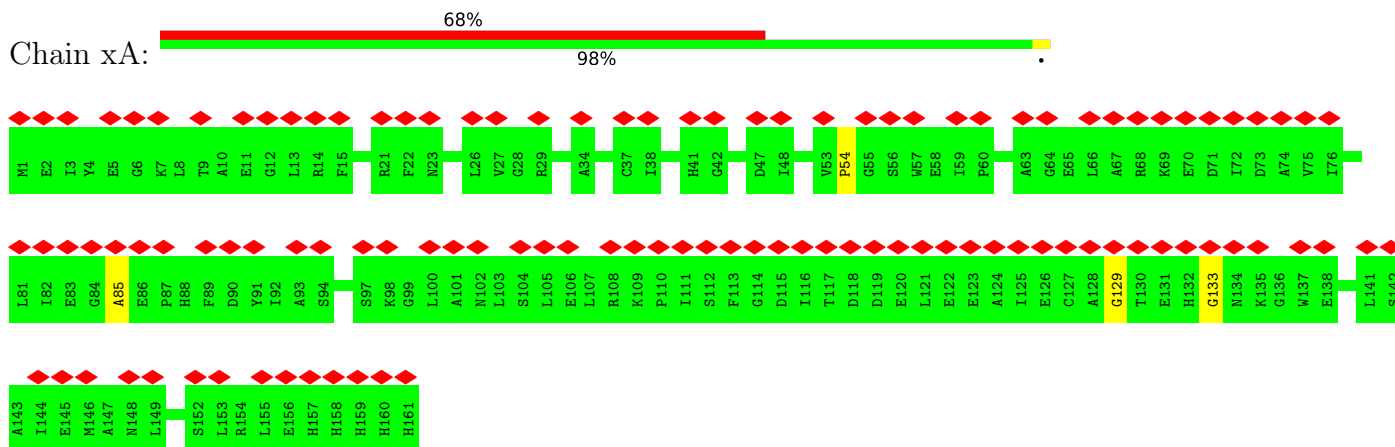 68%
Chain xA:
98%
M1 E2 I3 Y4 E5 G6 K7 L8 T9 A10 E11 G12 L13 R14 F15 R21 F22 N23 L26 V27 G28 R29 A34 C37 I38 H41 G42 D47 I48 V53 P54 G55 S56 W57 E58 I59 P60 A63 G64 E65 L66 A67 R68 K69 E70 D71 I72 D73 A74 V75 I76
L81 I82 E83 G84 A85 E86 P87 H88 F89 D90 Y91 I92 A93 S94 S97 K98 G99 L100 A101 N102 L103 S104 L105 E106 L107 R108 K109 P110 I111 S112 F113 G114 D115 I116 T117 D118 D119 E120 L121 E122 E123 A124 I125 E126 C127 A128 G129 T130 E131 H132 G133 N134 K135 G136 W137 E138 L141 S142
A143 I144 E145 M146 A147 N148 L149 S152 L153 R154 L155 E156 H157 H158 H159 H160 H161